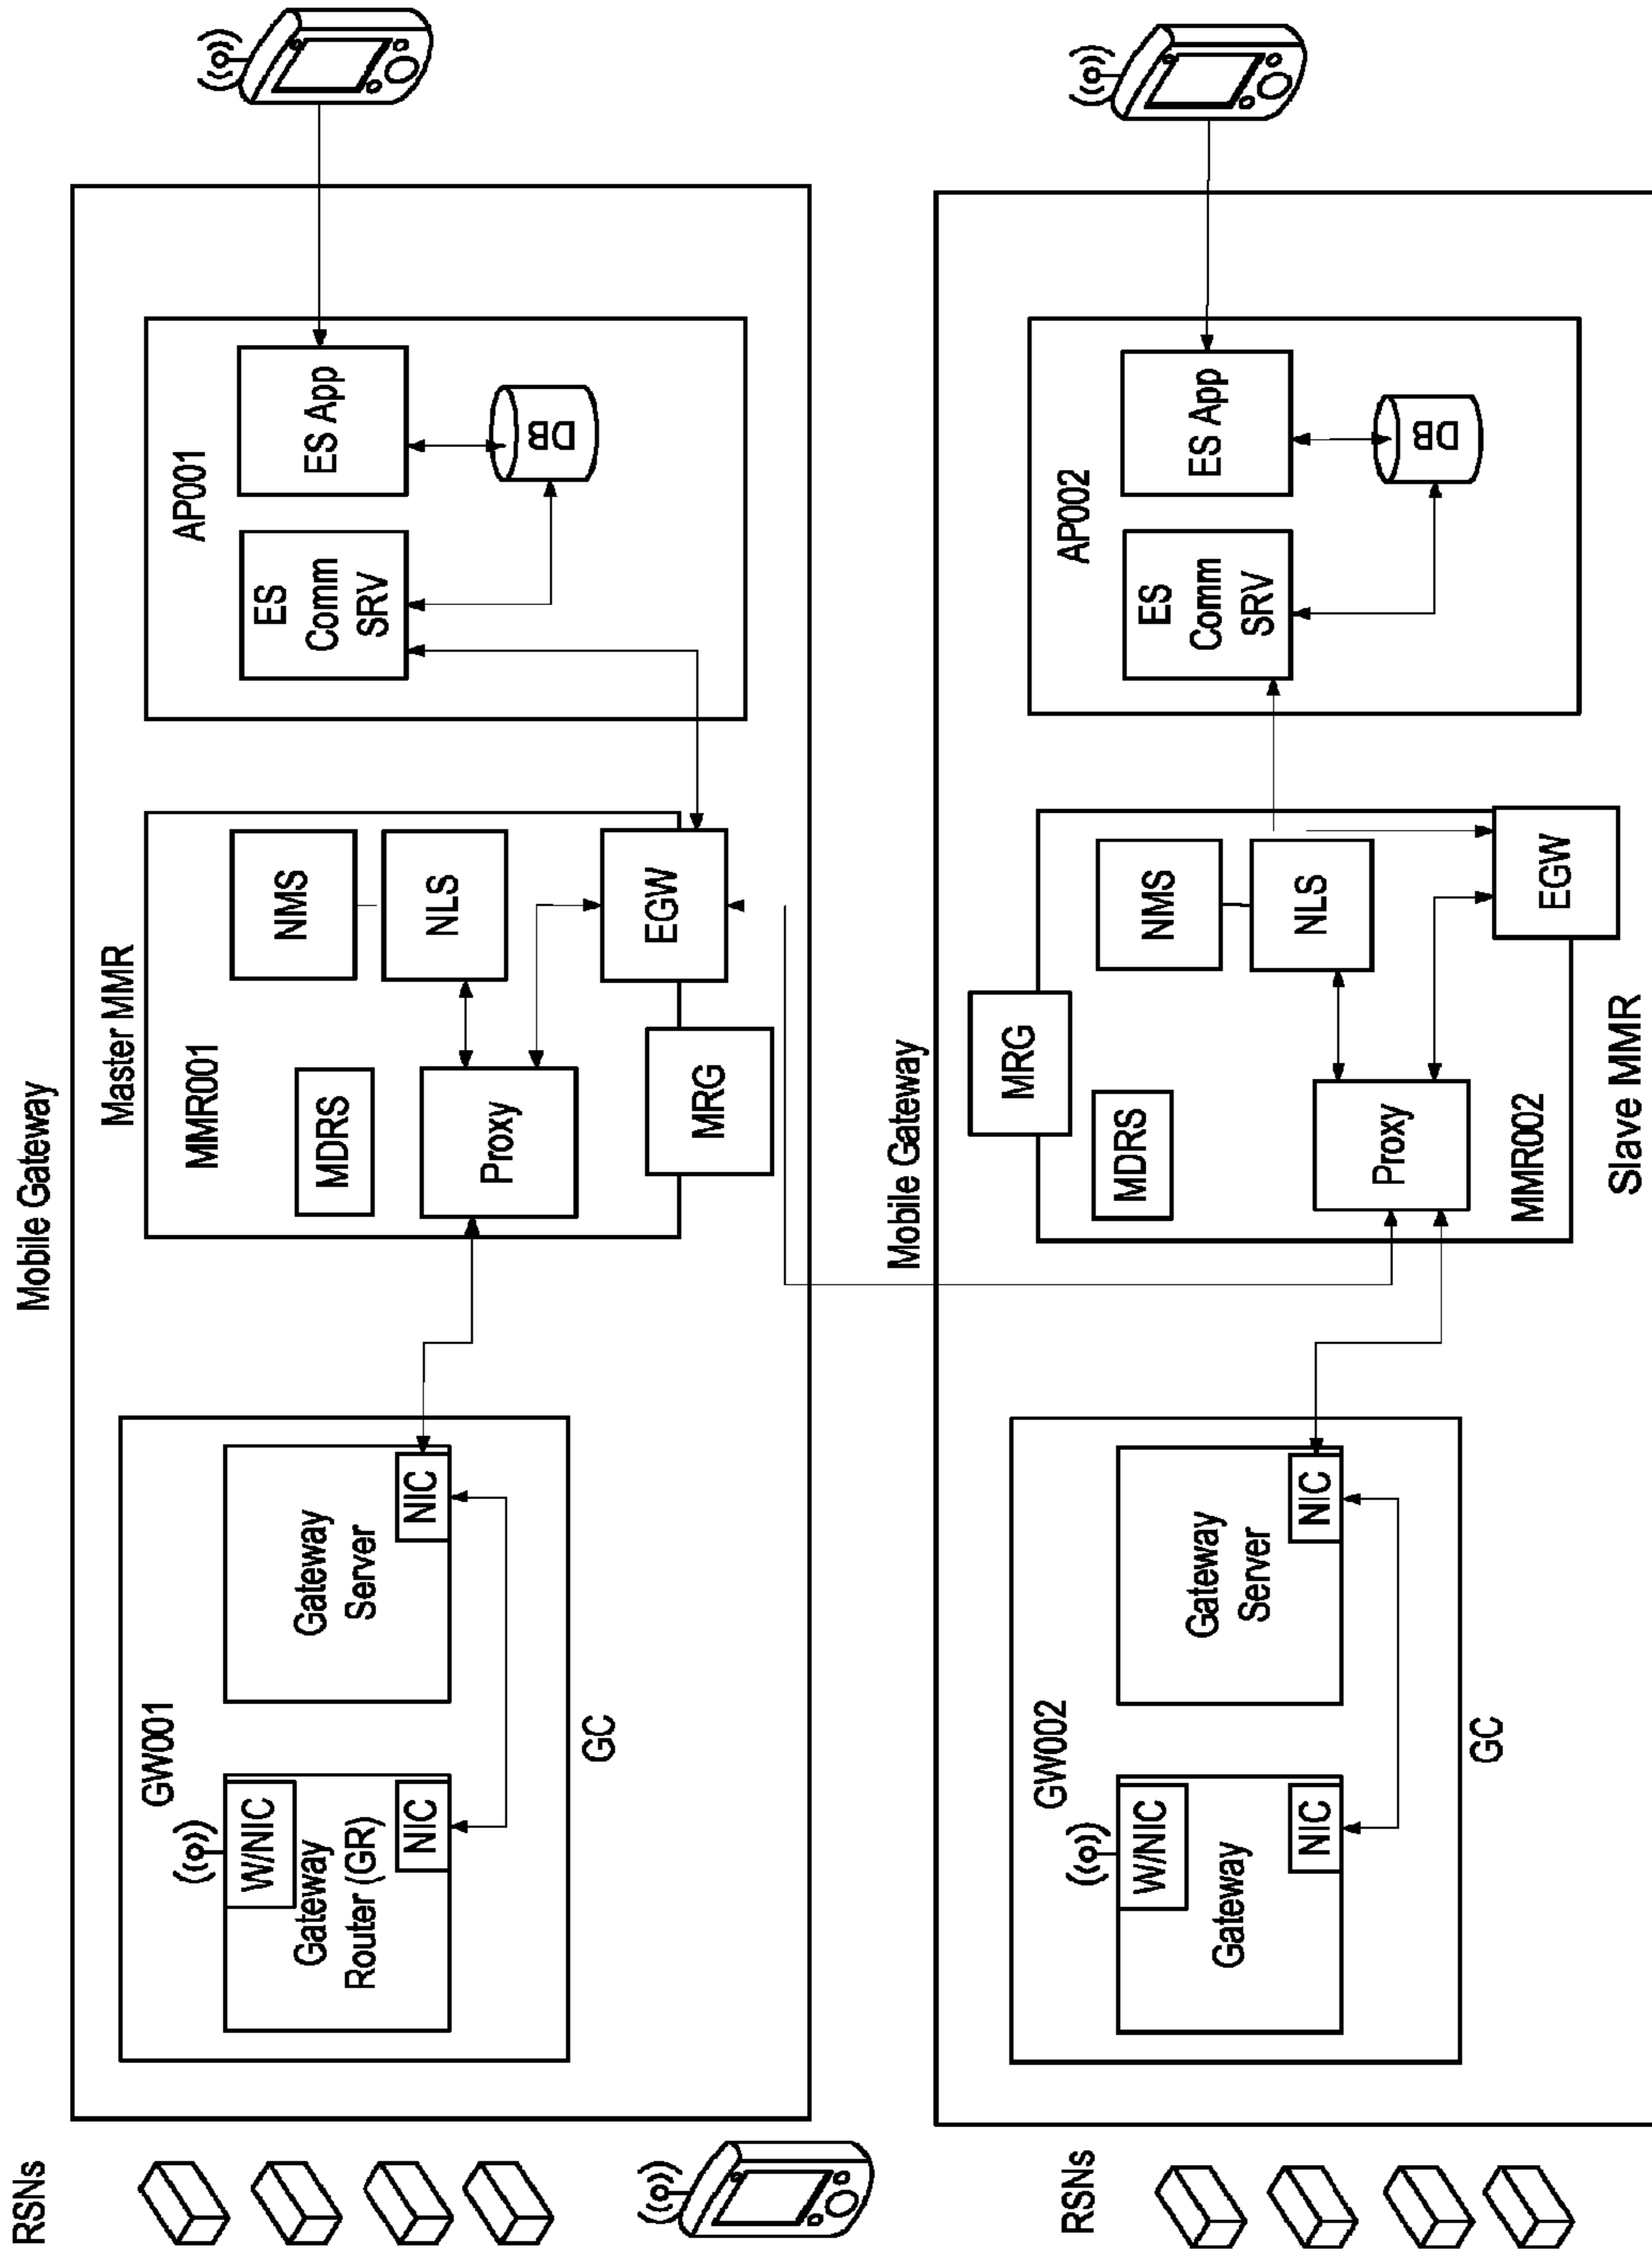 Mobile Gateway
RSNs
GW001
W/NIC
Gateway
Router (GR)
NIC
Gateway
Server
NIC
GC
Master MMR
MMR001
MDRS
Proxy
MRG
NMS
NLS
EGW
AP001
ES
Comm
SRV
ES App
DB
Mobile Gateway
RSNs
GW002
W/NIC
Gateway
NIC
Gateway
Server
NIC
GC
MRG
MDRS
Proxy
MMR002
Slave MMR
NMS
NLS
EGW
AP002
ES
Comm
SRV
ES App
DB